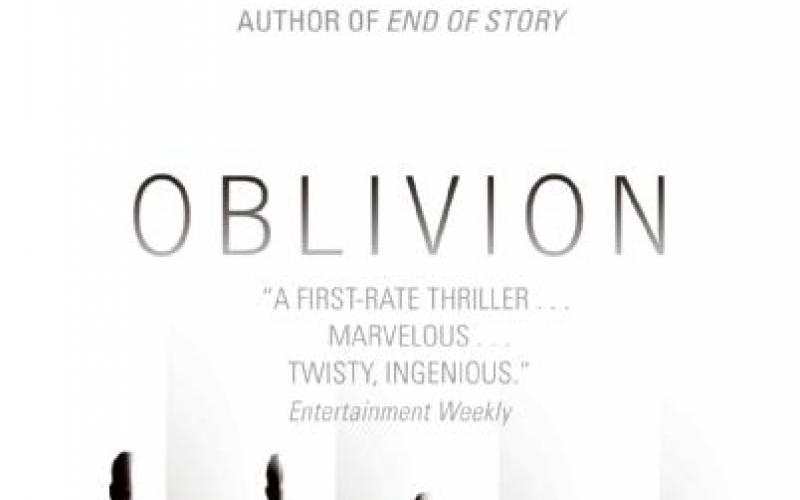 AUTHOR OF END OF STORY
OBLIVION
“A FIRST-RATE THRILLER . . .
MARVELOUS . . .
TWISTY, INGENIOUS.”
Entertainment Weekly